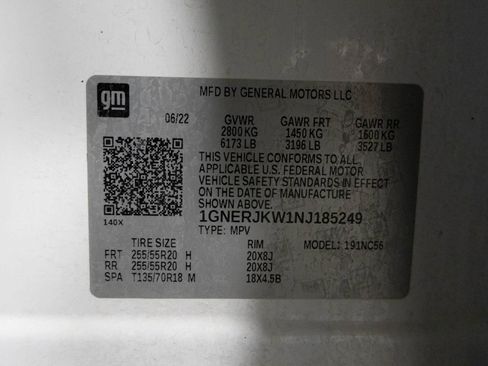 gm
MFD BY GENERAL MOTORS LLC
06/22 GVWR GAWR FRT GAWR RR
2800 KG 1450 KG 1600 KG
6173 LB 3196 LB 3527 LB
THIS VEHICLE CONFORMS TO ALL
APPLICABLE U.S. FEDERAL MOTOR
VEHICLE SAFETY STANDARDS IN EFFECT
ON THE DATE OF MANUFACTURE
SHOWN ABOVE.
1GNERJKW1NJ185249
140X TYPE: MPV
TIRE SIZE RIM MODEL: 191NC56
FRT 255/55R20 H 20X8J
RR 255/55R20 H 20X8J
SPA T135/70R18 M 18X4.5B